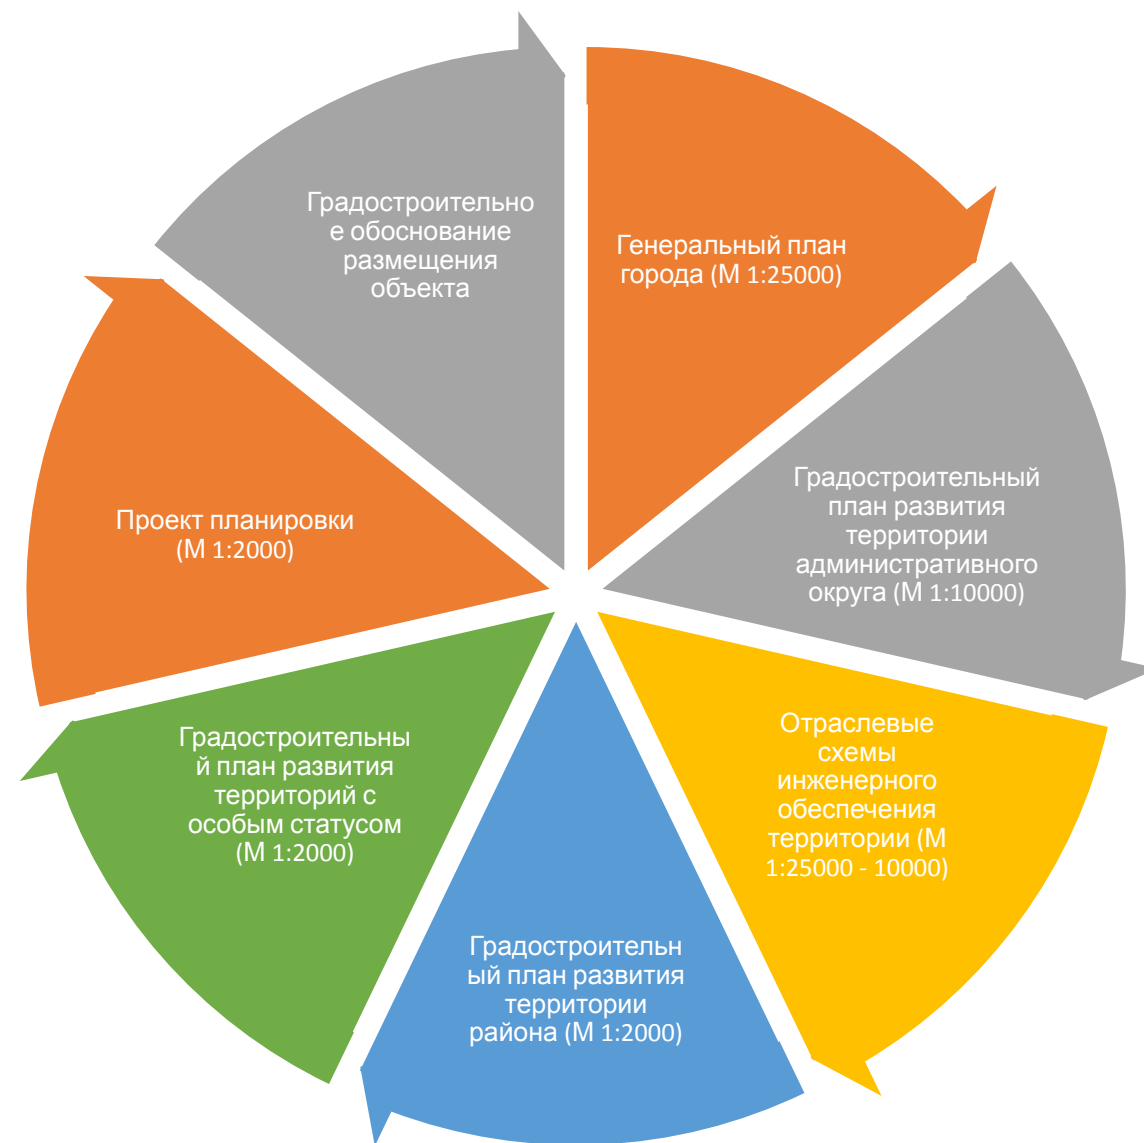 Градостроительно
е обоснование
размещения
объекта
Генеральный план
города (М 1:25000)
Градостроительный
план развития
территории
административного
округа (М 1:10000)
Проект планировки
(М 1:2000)
Отраслевые
схемы
инженерного
обеспечения
территории (М
1:25000 - 10000)
Градостроительны
й план развития
территорий с
особым статусом
(М 1:2000)
Градостроительн
ый план развития
территории
района (М 1:2000)